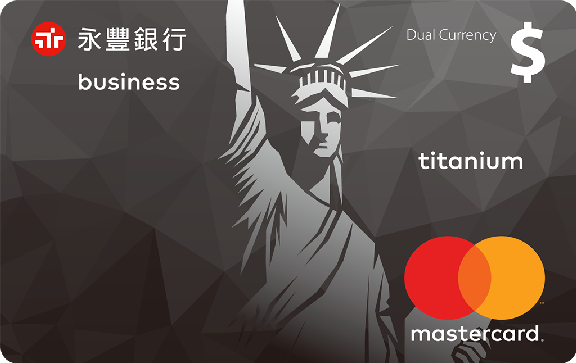 永豐銀行
business
Dual Currency
$
titanium
mastercard.